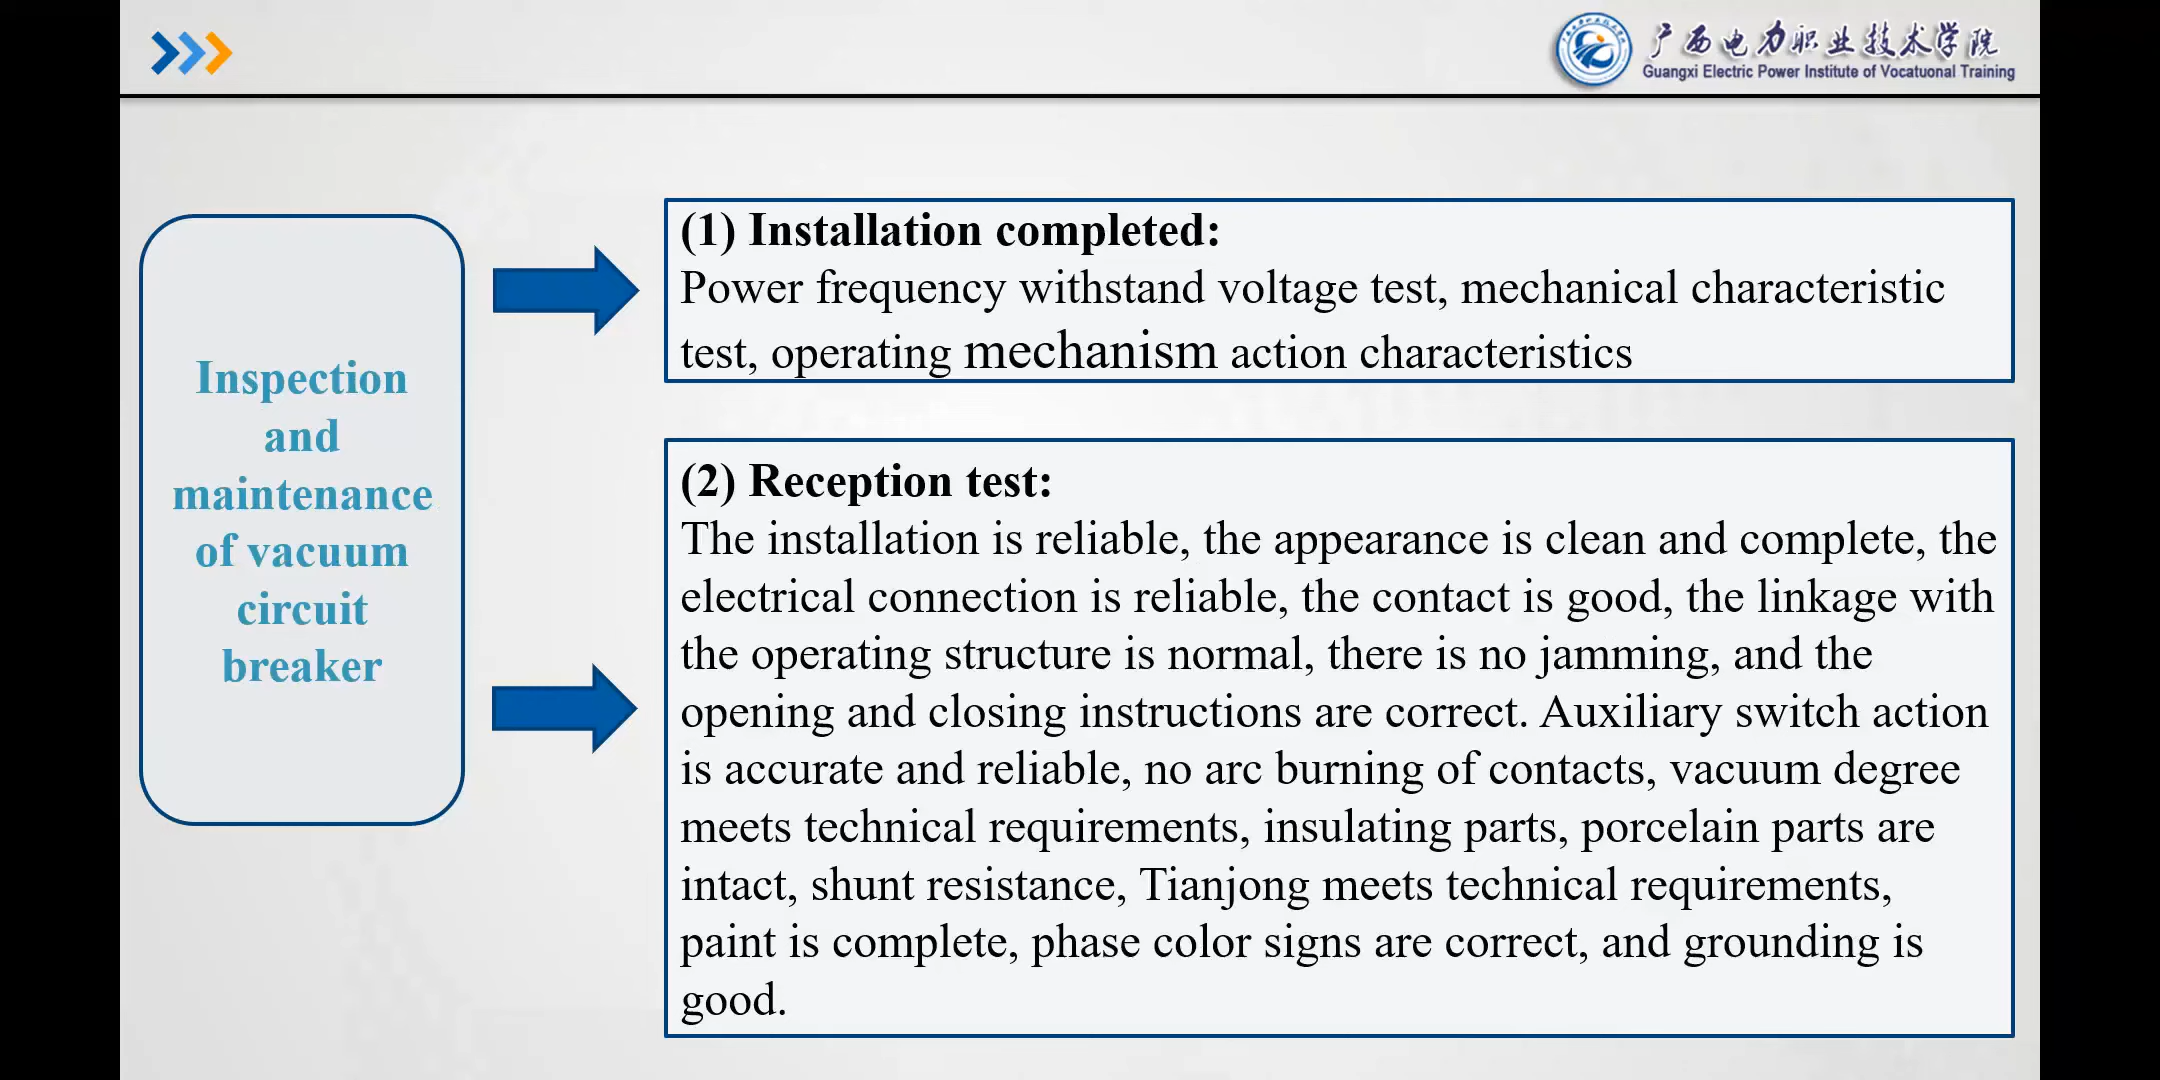 广西电力职业技术学院
Guangxi Electric Power Institute of Vocatuonal Training
Inspection
and
maintenance
of vacuum
circuit
breaker
(1) Installation completed:
Power frequency withstand voltage test, mechanical characteristic
test, operating mechanism action characteristics
(2) Reception test:
The installation is reliable, the appearance is clean and complete, the
electrical connection is reliable, the contact is good, the linkage with
the operating structure is normal, there is no jamming, and the
opening and closing instructions are correct. Auxiliary switch action
is accurate and reliable, no arc burning of contacts, vacuum degree
meets technical requirements, insulating parts, porcelain parts are
intact, shunt resistance, Tianjong meets technical requirements,
paint is complete, phase color signs are correct, and grounding is
good.